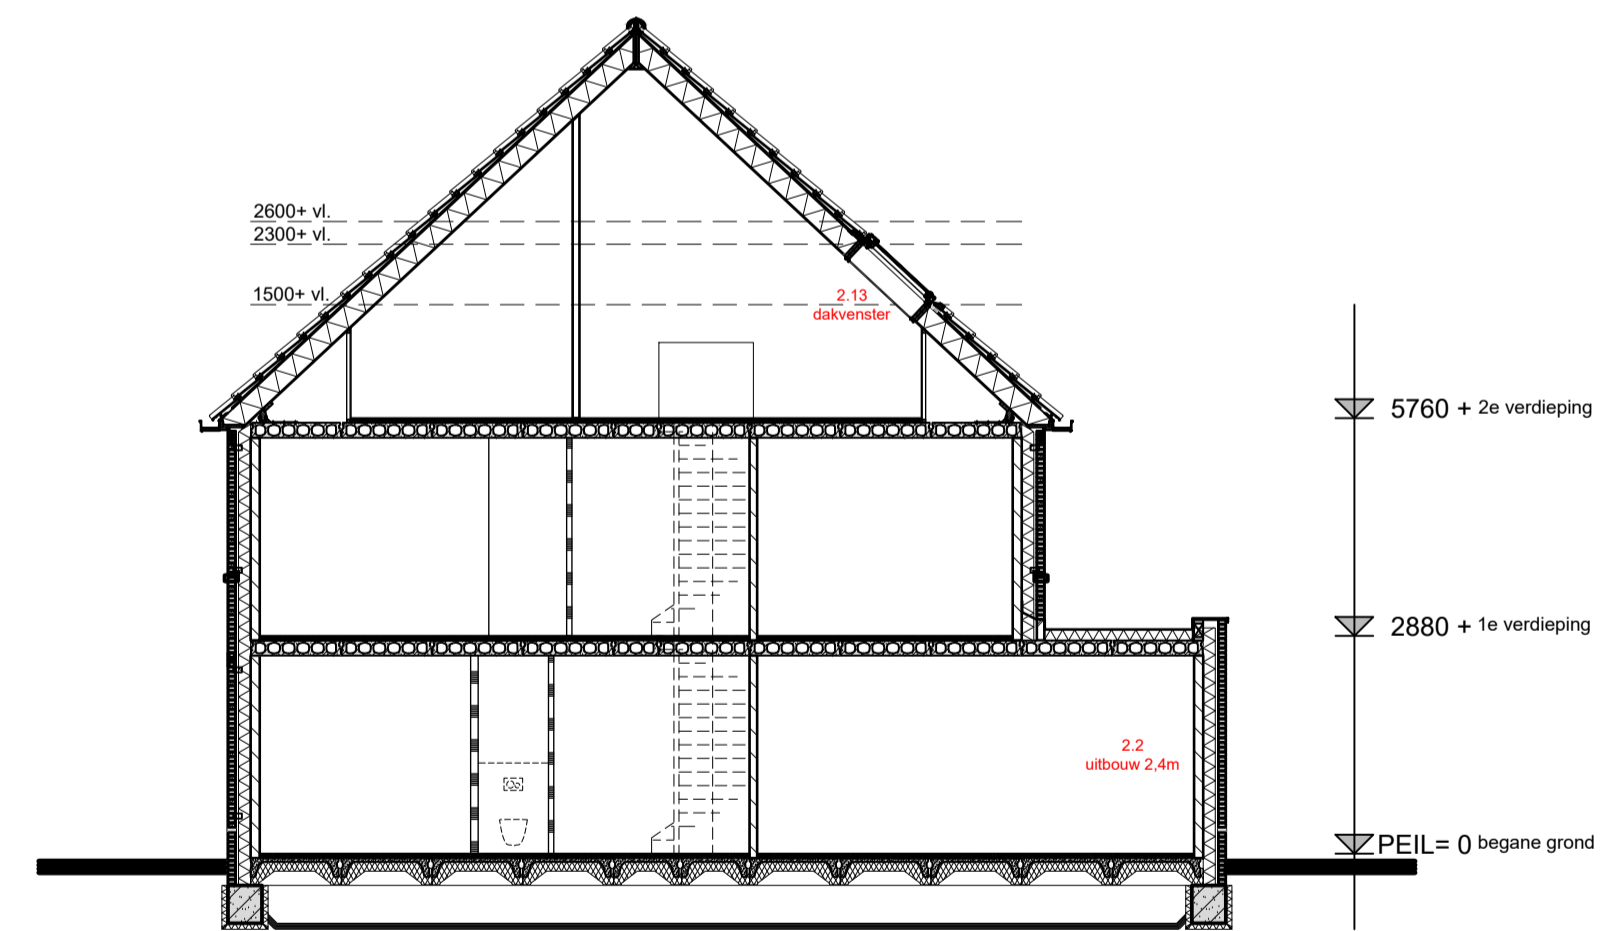 2600+ vl.
2300+ vl.
1500+ vl.
2.13
dakvenster
5760 + 2e verdieping
2880 + 1e verdieping
2.2
uitbouw 2,4m
PEIL= 0 begane grond